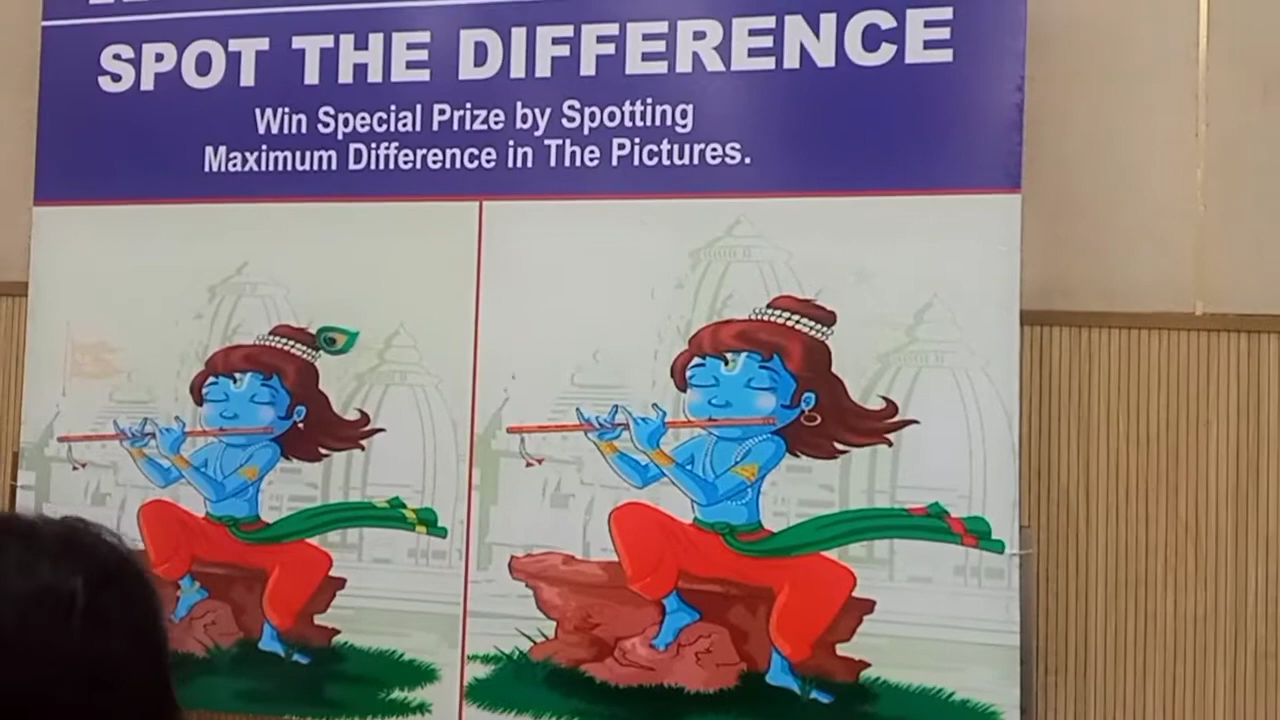 SPOT THE DIFFERENCE
Win Special Prize by Spotting
Maximum Difference in The Pictures.